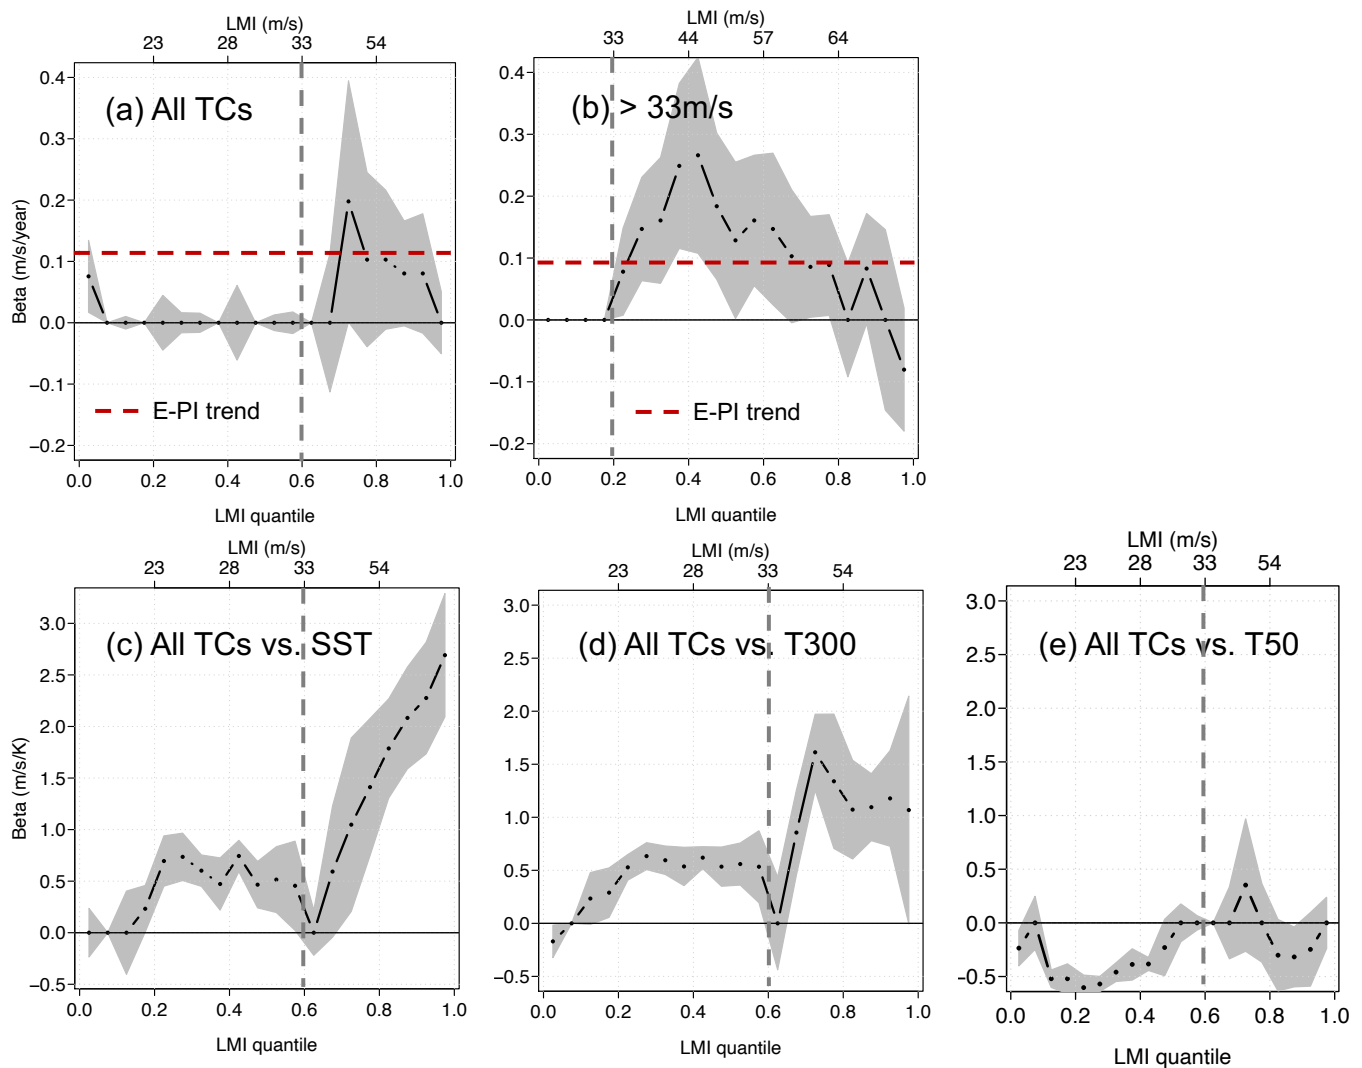 LMI (m/s)
23 28 33 54
(a) All TCs
Beta (m/s/year)
0.4
0.3
0.2
0.1
0.0
−0.1
−0.2
E-PI trend
0.0 0.2 0.4 0.6 0.8 1.0
LMI quantile
LMI (m/s)
33 44 57 64
(b) > 33m/s
0.4
0.3
0.2
0.1
0.0
−0.1
−0.2
E-PI trend
0.0 0.2 0.4 0.6 0.8 1.0
LMI quantile
LMI (m/s)
23 28 33 54
(c) All TCs vs. SST
Beta (m/s/K)
3.0
2.5
2.0
1.5
1.0
0.5
0.0
−0.5
0.0 0.2 0.4 0.6 0.8 1.0
LMI quantile
LMI (m/s)
23 28 33 54
(d) All TCs vs. T300
3.0
2.5
2.0
1.5
1.0
0.5
0.0
−0.5
0.0 0.2 0.4 0.6 0.8 1.0
LMI quantile
LMI (m/s)
23 28 33 54
(e) All TCs vs. T50
3.0
2.5
2.0
1.5
1.0
0.5
0.0
−0.5
0.0 0.2 0.4 0.6 0.8 1.0
LMI quantile